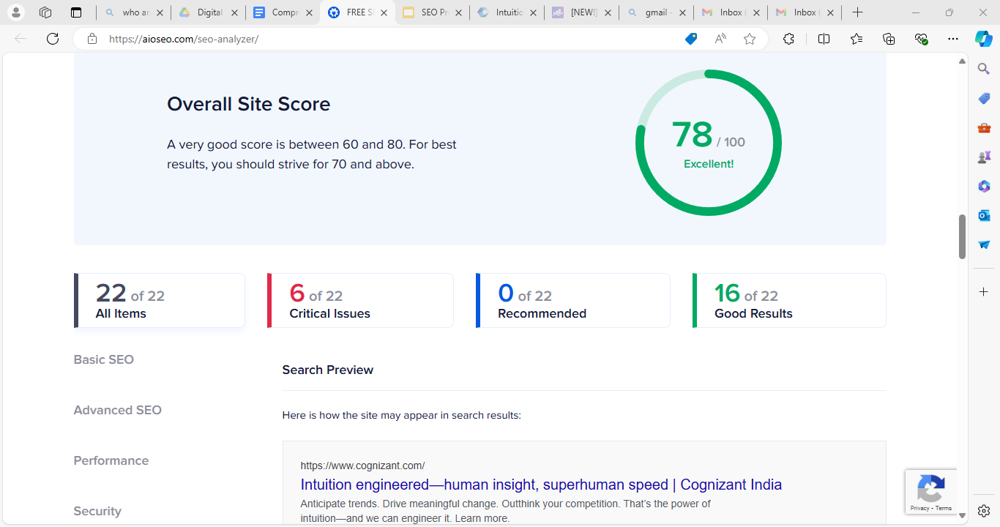 who ar
Digital
Compr
FREE SE
SEO Pr
Intuitio
[NEW!]
gmail -
Inbox (
Inbox (
https://aioseo.com/seo-analyzer/
Overall Site Score
A very good score is between 60 and 80. For best
results, you should strive for 70 and above.
78 / 100
Excellent!
22 of 22
All Items
6 of 22
Critical Issues
0 of 22
Recommended
16 of 22
Good Results
Basic SEO
Advanced SEO
Performance
Security
Search Preview
Here is how the site may appear in search results:
https://www.cognizant.com/
Intuition engineered—human insight, superhuman speed | Cognizant India
Anticipate trends. Drive meaningful change. Outthink your competition. That's the power of
intuition—and we can engineer it. Learn more.
Privacy - Terms